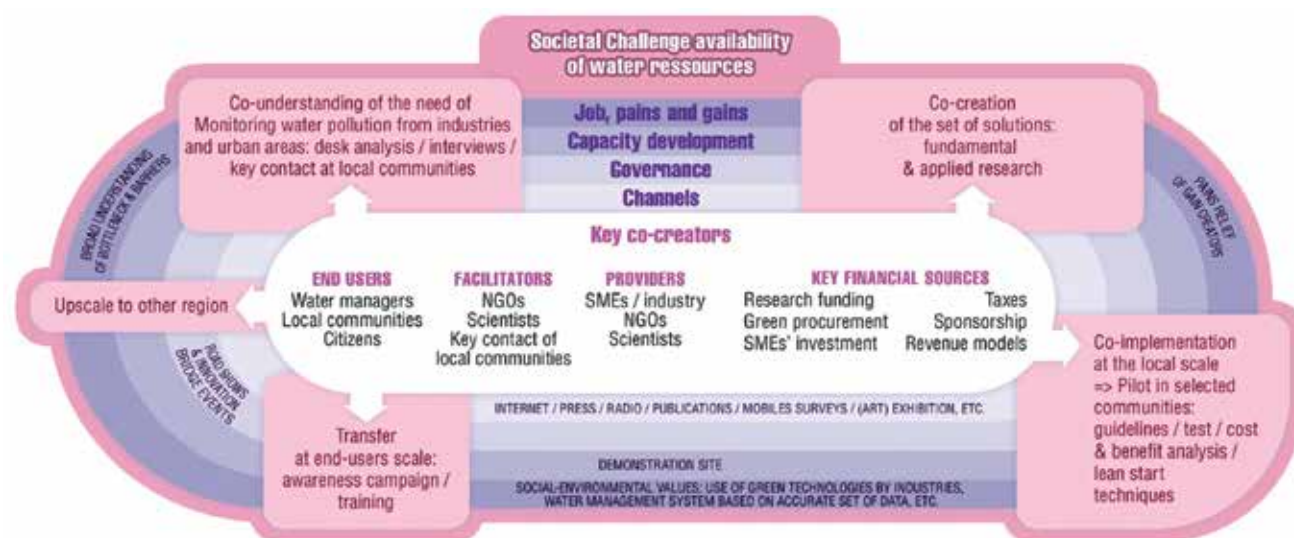 Societal Challenge availability
of water ressources
Co-understanding of the need of
Monitoring water pollution from industries
and urban areas: desk analysis / interviews /
key contact at local communities
Job, pains and gains
Capacity development
Governance
Channels
Co-creation
of the set of solutions:
fundamental
& applied research
BROAD UNDERSTANDING
OF BOTTLENECK & BARRIERS
PAINS RELIEF
OF GAIN CREATORS
Key co-creators
END USERS
Water managers
Local communities
Citizens
FACILITATORS
NGOs
Scientists
Key contact of
local communities
PROVIDERS
SMEs / industry
NGOs
Scientists
KEY FINANCIAL SOURCES
Research funding
Green procurement
SMEs' investment
Taxes
Sponsorship
Revenue models
Upscale to other region
ROAD SHOWS
& INNOVATION
BRIDGE EVENTS
Co-implementation
at the local scale
=> Pilot in selected
communities:
guidelines / test / cost
& benefit analysis /
lean start
techniques
Transfer
at end-users scale:
awareness campaign /
training
INTERNET / PRESS / RADIO / PUBLICATIONS / MOBILES SURVEYS / (ART) EXHIBITION, ETC.
DEMONSTRATION SITE
SOCIAL-ENVIRONMENTAL VALUES: USE OF GREEN TECHNOLOGIES BY INDUSTRIES,
WATER MANAGEMENT SYSTEM BASED ON ACCURATE SET OF DATA, ETC.